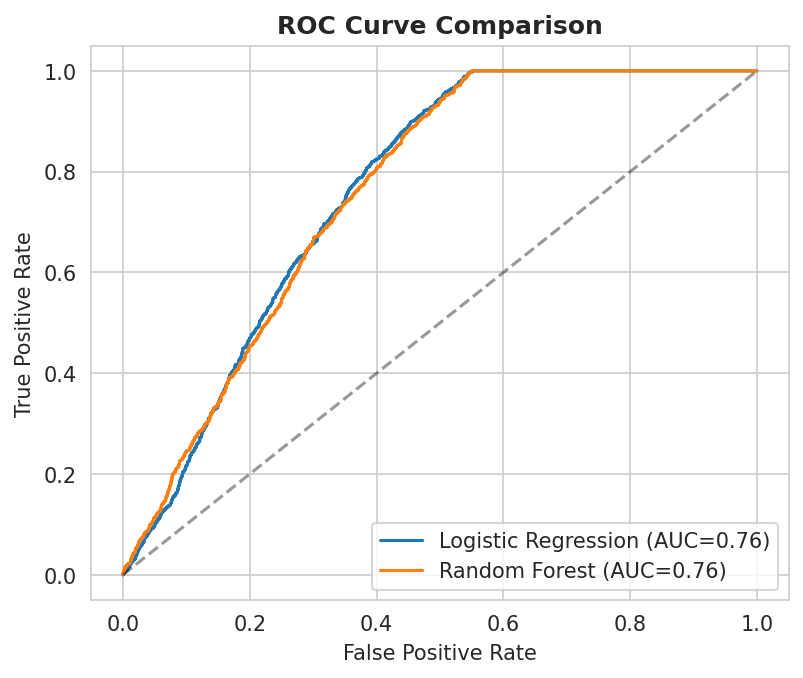 ROC Curve Comparison
True Positive Rate
1.0
0.8
0.6
0.4
0.2
0.0
0.0 0.2 0.4 0.6 0.8 1.0
False Positive Rate
Logistic Regression (AUC=0.76)
Random Forest (AUC=0.76)